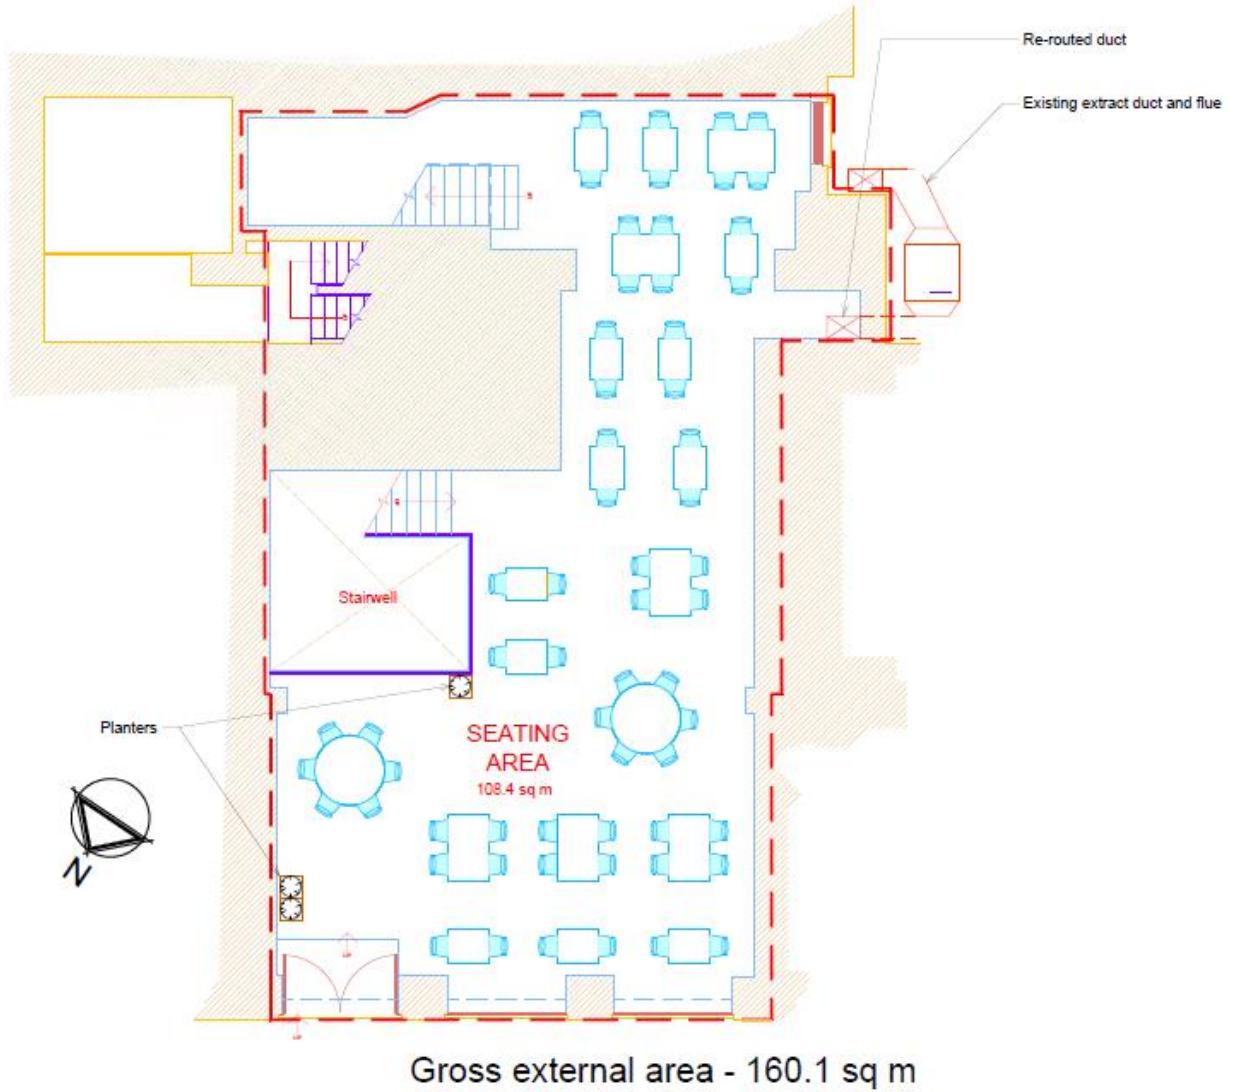 Re-routed duct
Existing extract duct and flue
Stairwell
Planters
SEATING
AREA
108.4 sq m
N
Gross external area - 160.1 sq m